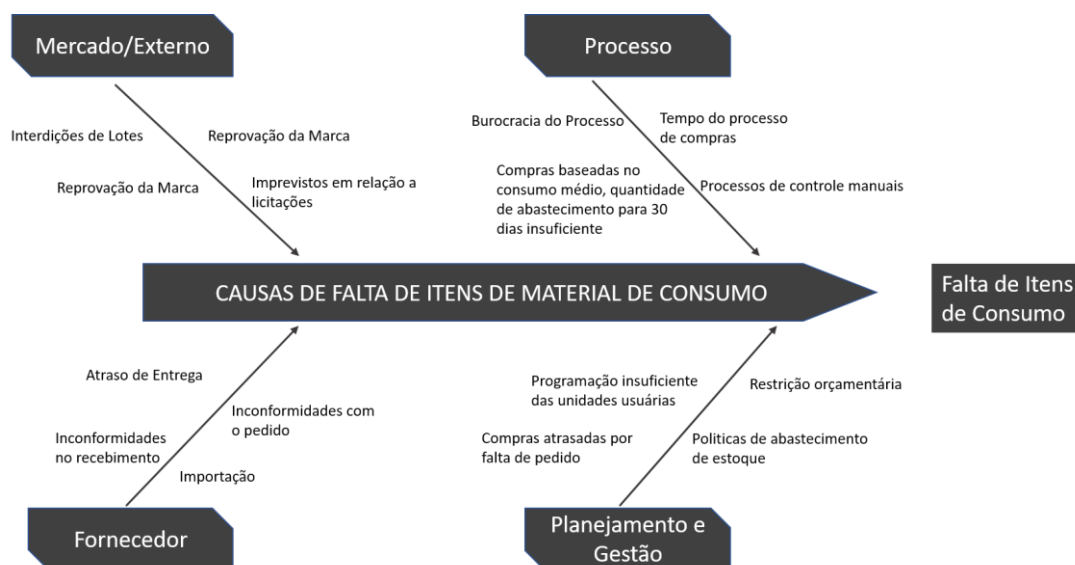 Mercado/Externo
Processo
Interdições de Lotes
Reprovação da Marca
Reprovação da Marca
Imprevistos em relação a
licitações
Burocracia do Processo
Tempo do processo
de compras
Compras baseadas no
consumo médio, quantidade
de abastecimento para 30
dias insuficiente
Processos de controle manuais
CAUSAS DE FALTA DE ITENS DE MATERIAL DE CONSUMO
Falta de Itens
de Consumo
Atraso de Entrega
Inconformidades com
o pedido
Inconformidades
no recebimento
Importação
Programação insuficiente
das unidades usuárias
Restrição orçamentária
Compras atrasadas por
falta de pedido
Politicas de abastecimento
de estoque
Fornecedor
Planejamento e
Gestão